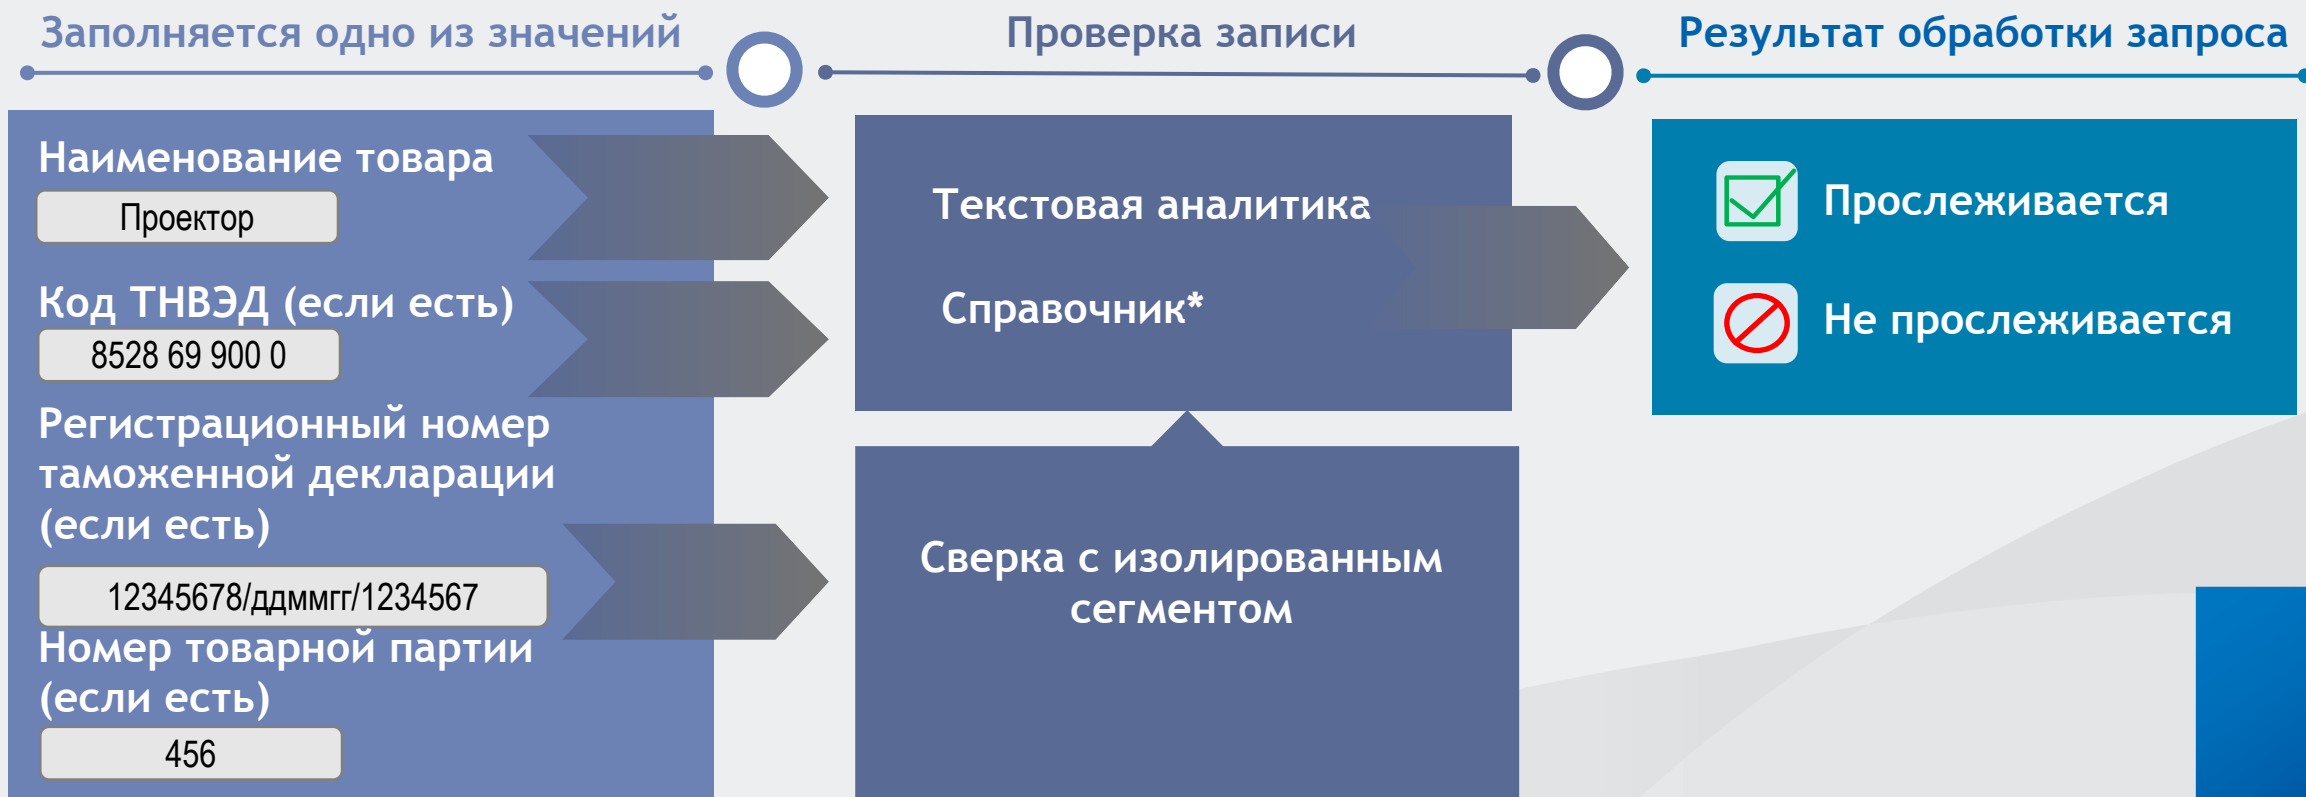 Заполняется одно из значений
Проверка записи
Результат обработки запроса
Наименование товара
Проектор
Код ТНВЭД (если есть)
8528 69 900 0
Регистрационный номер
таможенной декларации
(если есть)
12345678/ддммгг/1234567
Номер товарной партии
(если есть)
456
Текстовая аналитика
Справочник*
Сверка с изолированным
сегментом
Прослеживается
Не прослеживается